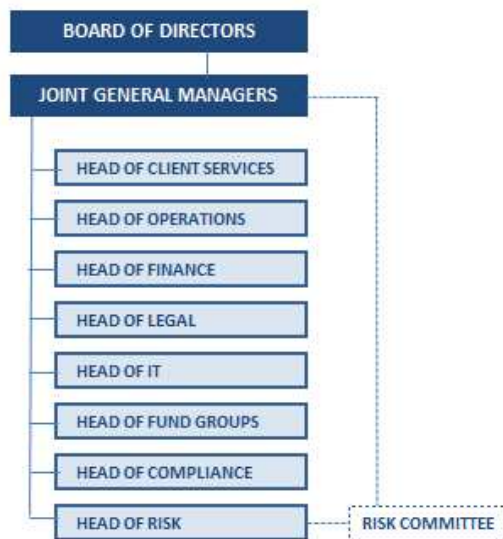 BOARD OF DIRECTORS
JOINT GENERAL MANAGERS
HEAD OF CLIENT SERVICES
HEAD OF OPERATIONS
HEAD OF FINANCE
HEAD OF LEGAL
HEAD OF IT
HEAD OF FUND GROUPS
HEAD OF COMPLIANCE
HEAD OF RISK
RISK COMMITTEE